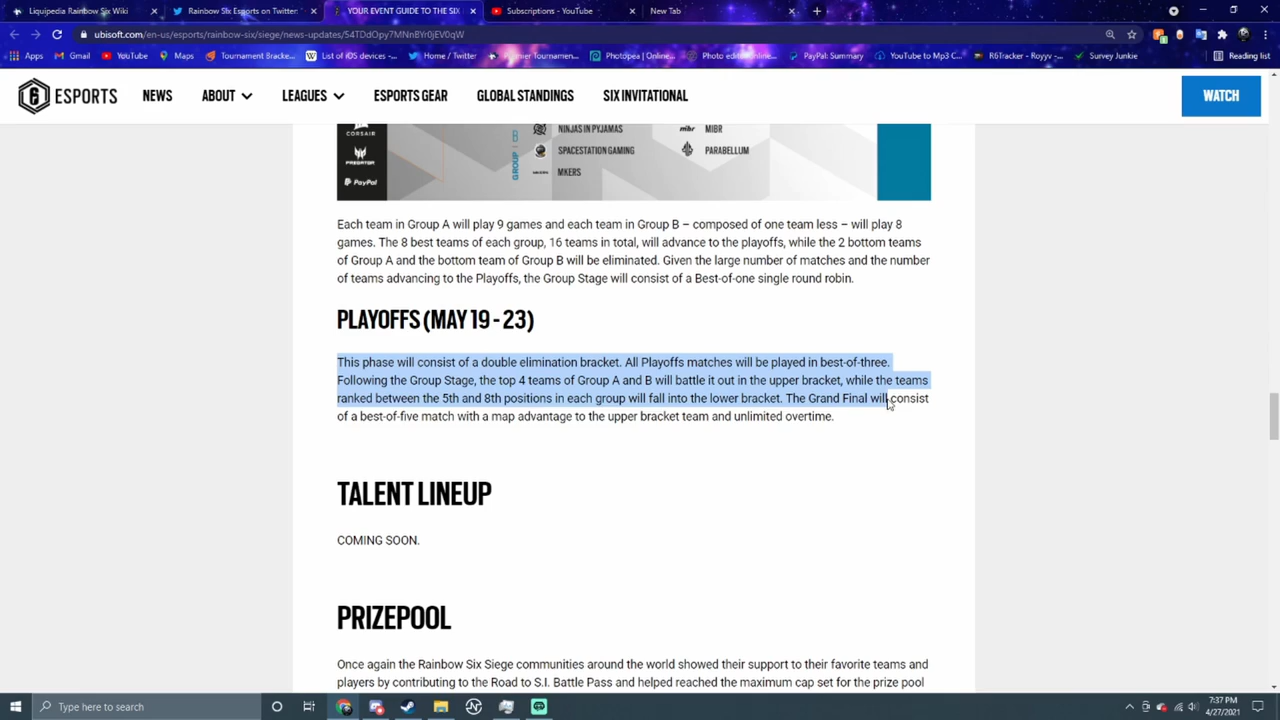 Liquipedia Rainbow Six Wiki
Rainbow SIx Esports on Twitter:
YOUR EVENT GUIDE TO THE SIX
Subscriptions - YouTube
New Tab
ubisoft.com/en-us/esports/rainbow-six/siege/news-updates/54TDdOpy7MNnBYr0jEV0qW
Apps
Gmail
YouTube
Maps
Tournament Bracke...
List of iOS devices -...
Home / Twitter
Premier Tournamen...
Photopea | Online...
Photo editor online...
PayPal: Summary
YouTube to Mp3 C...
R6Tracker - Royyv-...
Survey Junkie
Reading list
6 ESPORTS
NEWS
ABOUT
LEAGUES
ESPORTS GEAR
GLOBAL STANDINGS
SIX INVITATIONAL
WATCH
CORSAIR
PREDATOR
PayPal
GROUP B
NINJAS IN PYJAMAS
mibr MIBR
SPACESTATION GAMING
PARABELLUM
MKERS
Each team in Group A will play 9 games and each team in Group B – composed of one team less – will play 8
games. The 8 best teams of each group, 16 teams in total, will advance to the playoffs, while the 2 bottom teams
of Group A and the bottom team of Group B will be eliminated. Given the large number of matches and the number
of teams advancing to the Playoffs, the Group Stage will consist of a Best-of-one single round robin.
PLAYOFFS (MAY 19 - 23)
This phase will consist of a double elimination bracket. All Playoffs matches will be played in best-of-three.
Following the Group Stage, the top 4 teams of Group A and B will battle it out in the upper bracket, while the teams
ranked between the 5th and 8th positions in each group will fall into the lower bracket. The Grand Final will consist
of a best-of-five match with a map advantage to the upper bracket team and unlimited overtime.
TALENT LINEUP
COMING SOON.
PRIZEPOOL
Once again the Rainbow Six Siege communities around the world showed their support to their favorite teams and
players by contributing to the Road to S.I. Battle Pass and helped reached the maximum cap set for the prize pool
Type here to search
7:37 PM
4/27/2021